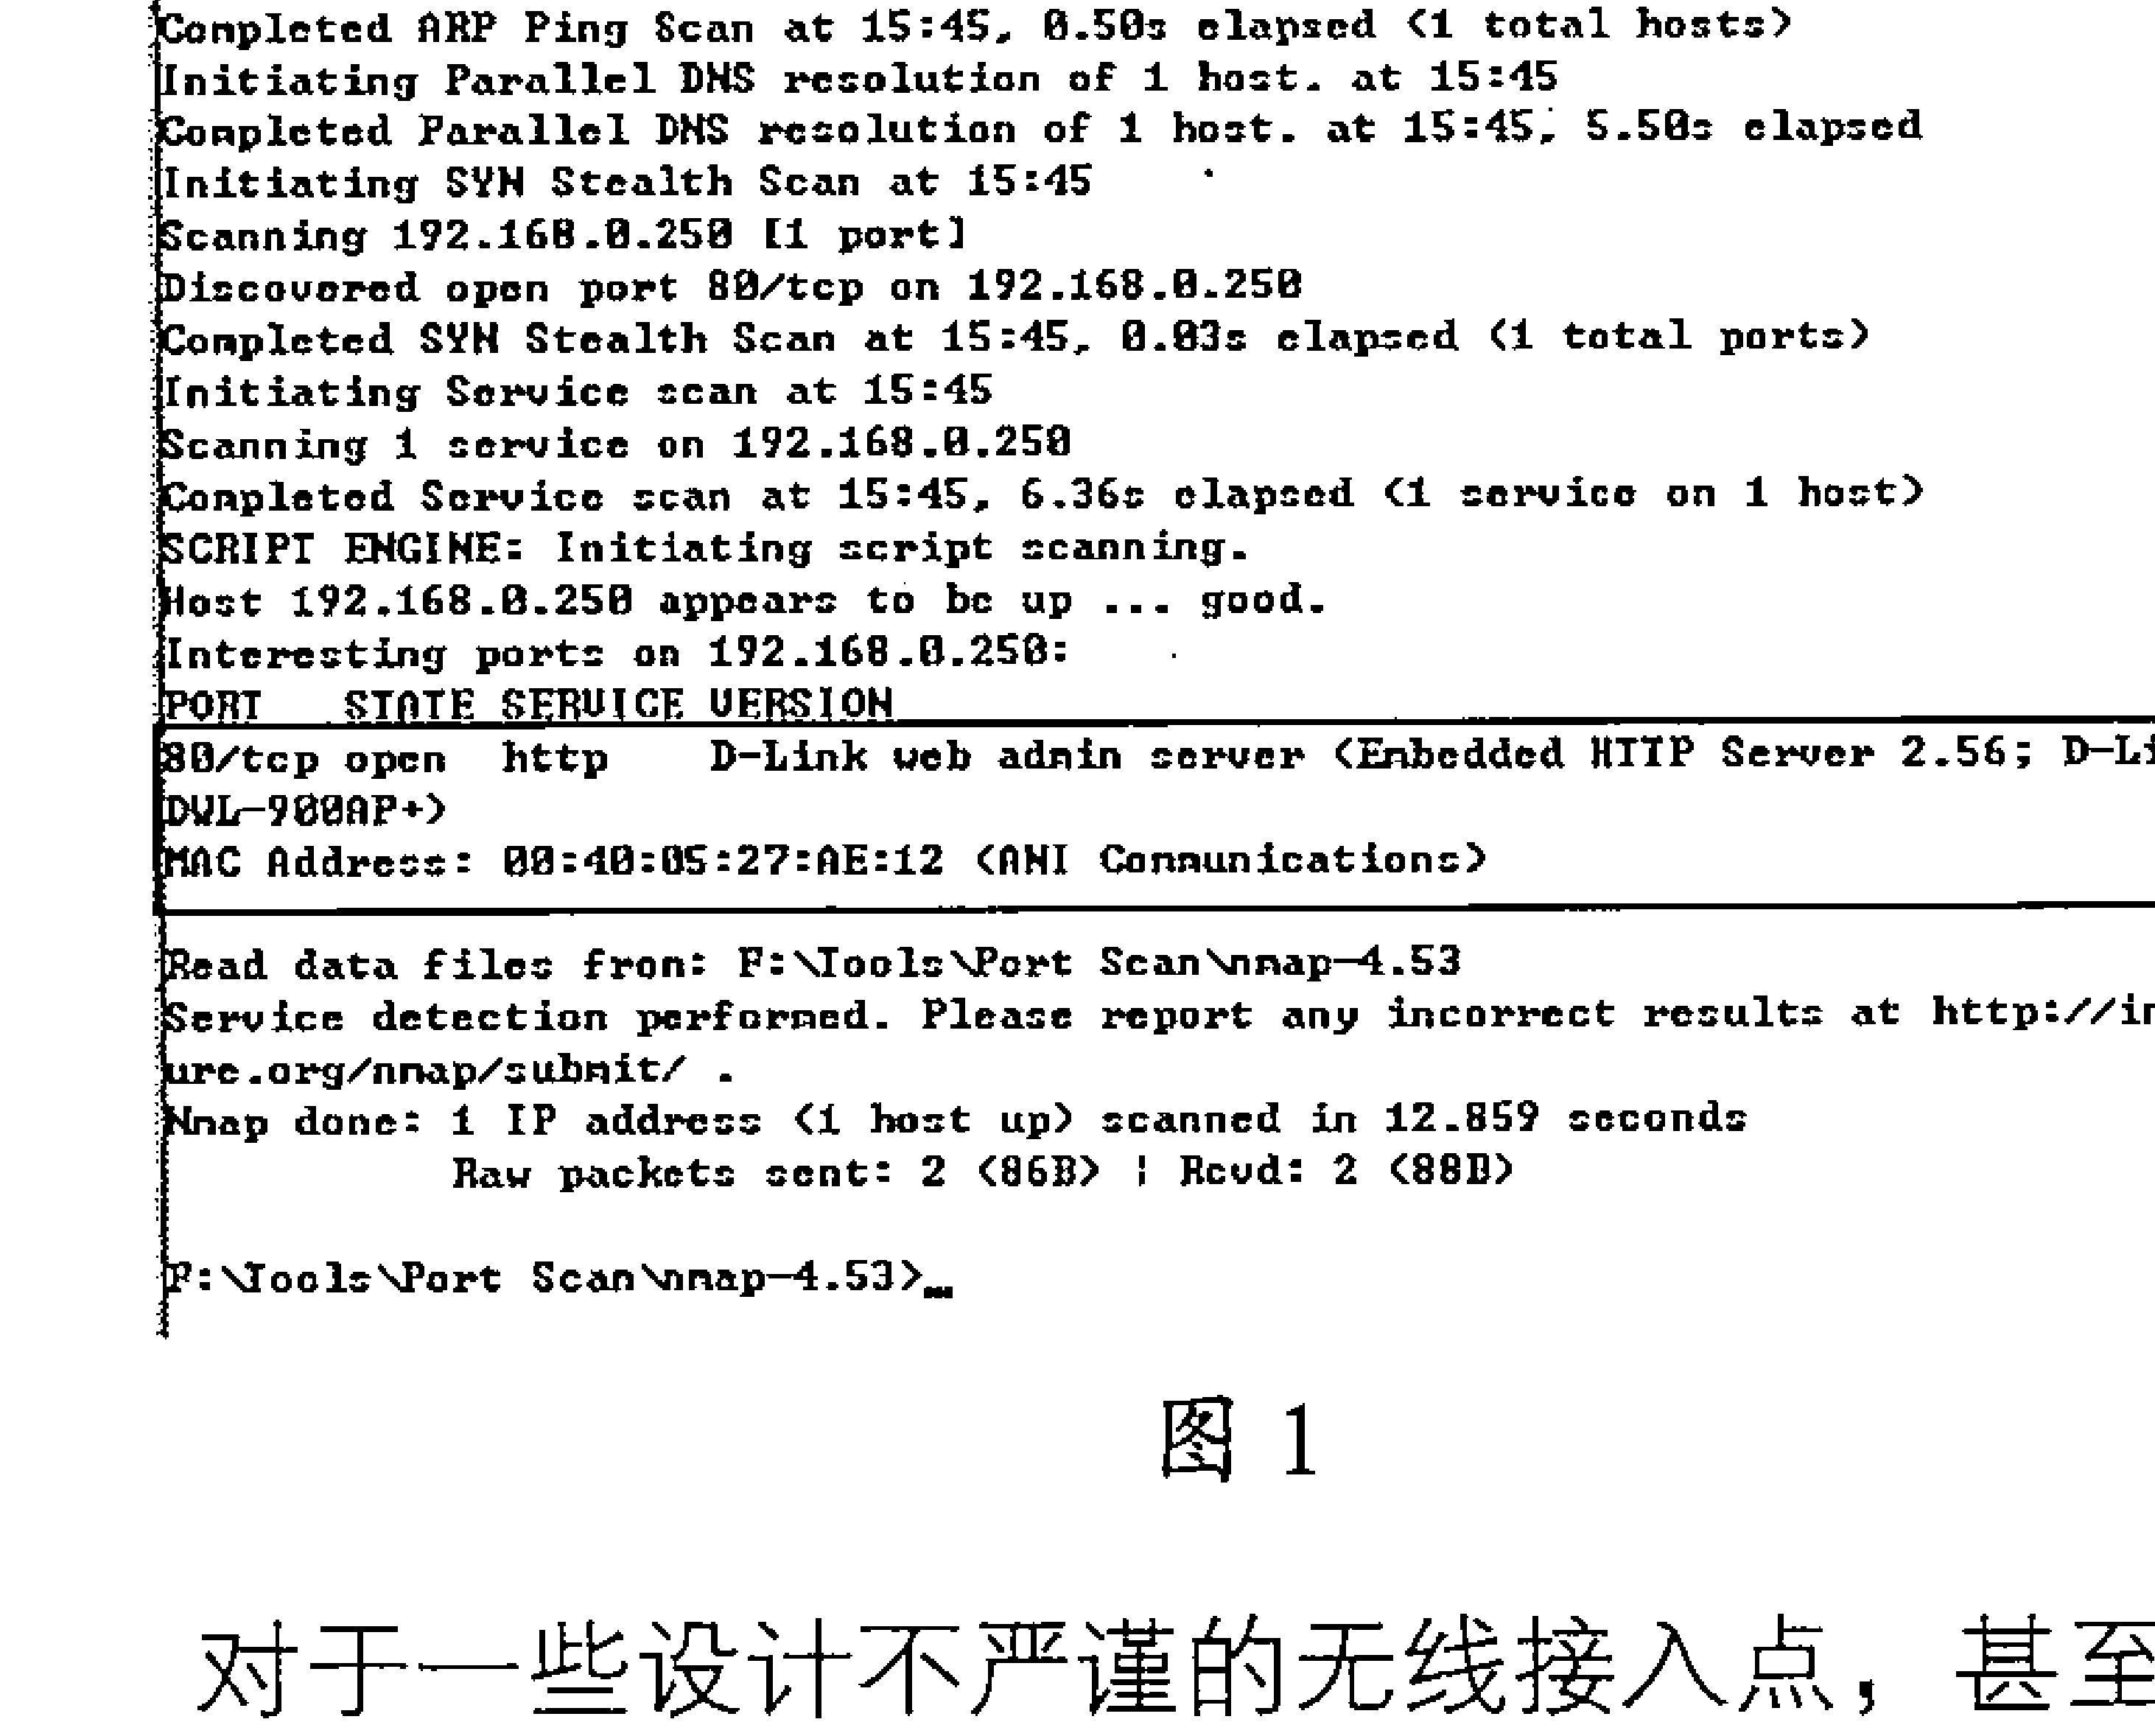 Completed ARP Ping Scan at 15:45, 0.50s elapsed (1 total hosts)
Initiating Parallel DNS resolution of 1 host. at 15:45
Completed Parallel DNS resolution of 1 host. at 15:45, 5.50s elapsed
Initiating SYN Stealth Scan at 15:45
Scanning 192.168.0.250 [1 port]
Discovered open port 80/tcp on 192.168.0.250
Completed SYN Stealth Scan at 15:45, 0.03s elapsed (1 total ports)
Initiating Service scan at 15:45
Scanning 1 service on 192.168.0.250
Completed Service scan at 15:45, 6.36s elapsed (1 service on 1 host)
SCRIPT ENGINE: Initiating script scanning.
Host 192.168.0.250 appears to be up ... good.
Interesting ports on 192.168.0.250:
PORT STATE SERVICE VERSION
80/tcp open http D-Link web admin server (Embedded HTTP Server 2.56; D-Li
DWL-900AP+)
MAC Address: 00:40:05:27:AE:12 (ANI Communications)
Read data files from: F:\Tools\Port Scan\nmap-4.53
Service detection performed. Please report any incorrect results at http://in
ure.org/nmap/submit/ .
Nmap done: 1 IP address (1 host up) scanned in 12.859 seconds
Raw packets sent: 2 (86B) | Rcvd: 2 (88B)
F:\Tools\Port Scan\nmap-4.53>_
图 1
对于一些设计不严谨的无线接入点，甚至